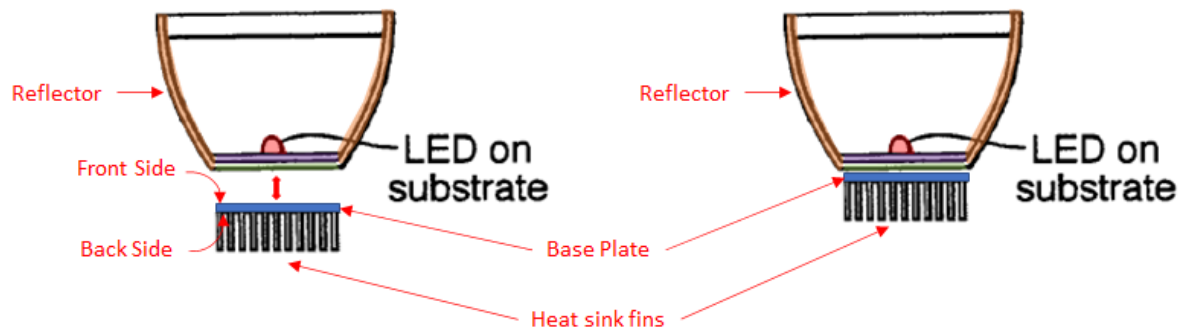 Reflector
LED on
substrate
Front Side
Back Side
Base Plate
Heat sink fins
Reflector
LED on
substrate